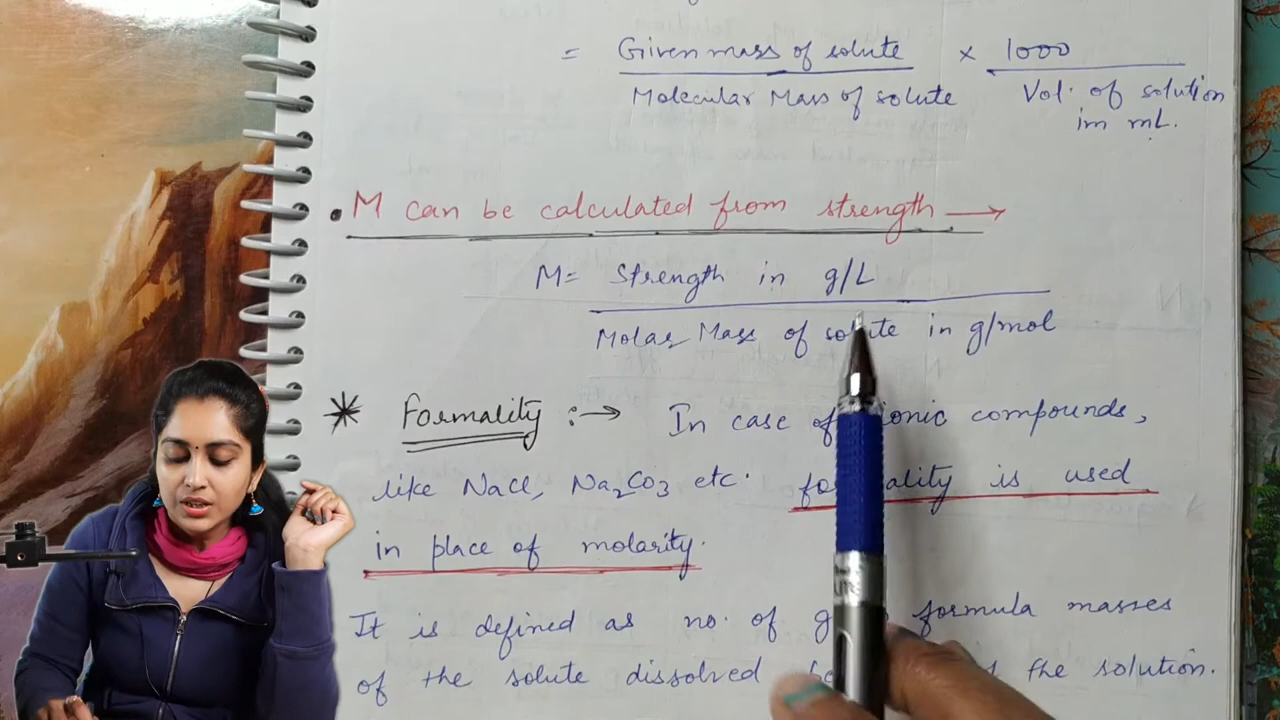 = Given mass of solute × 1000
Molecular Mass of solute Vol. of solution
in mL.
• M can be calculated from strength →
M = Strength in g/L
Molar Mass of solute in g/mol
* Formality :→ In case of ionic compounds,
like NaCl, Na2CO3 etc. formality is used
in place of molarity.
It is defined as no. of formula masses
of the solute dissolved the solution.